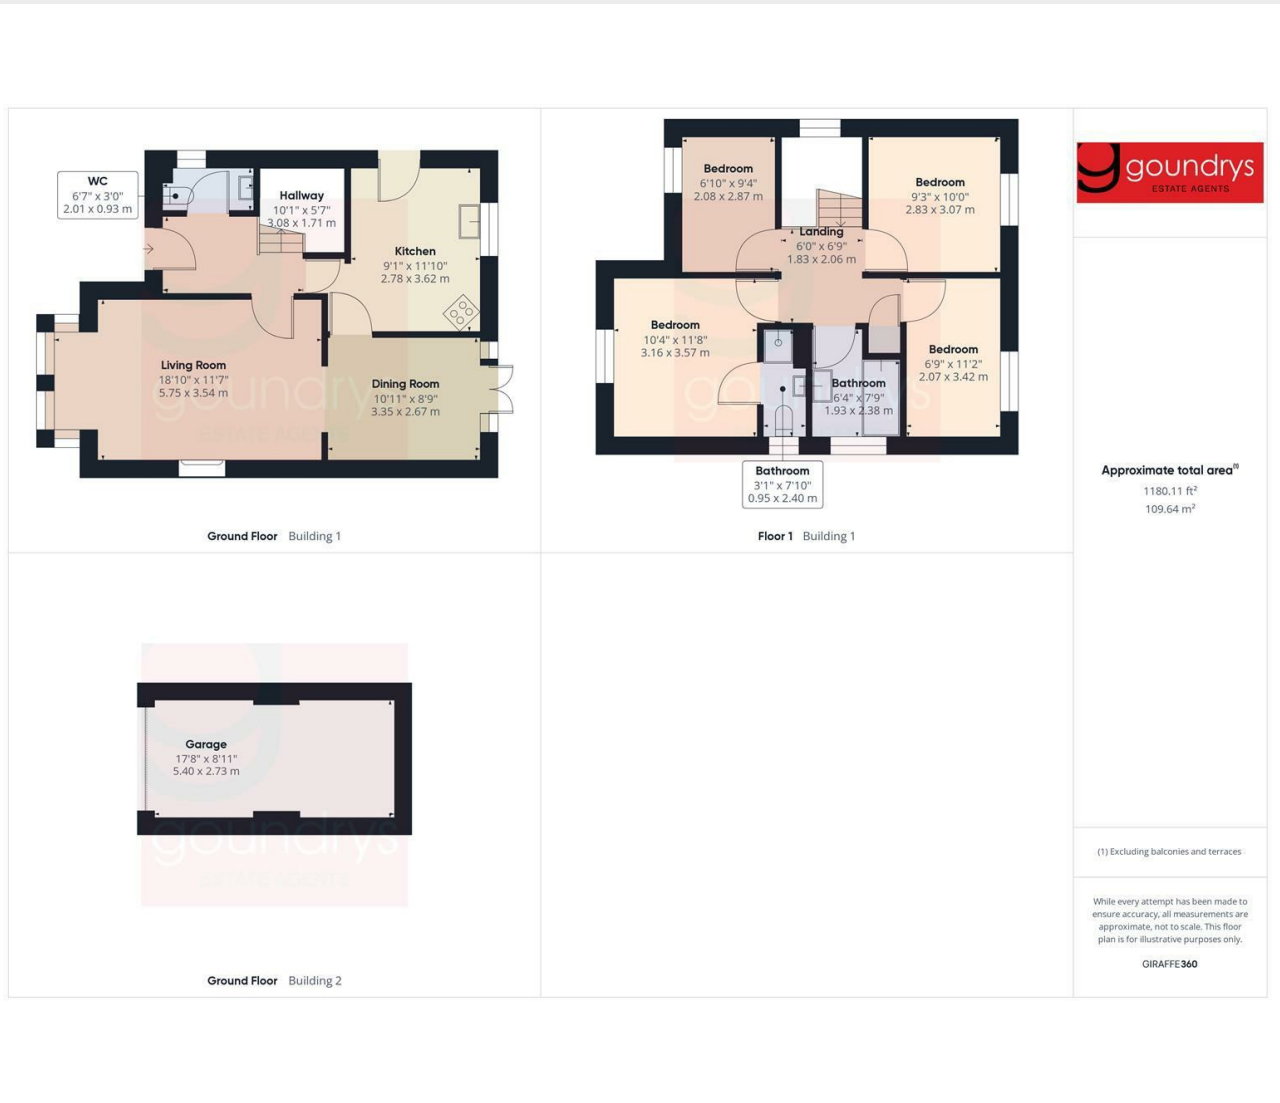 WC
6'7" x 3'0"
2.01 x 0.93 m
Hallway
10'1" x 5'7"
3.08 x 1.71 m
Kitchen
9'1" x 11'10"
2.78 x 3.62 m
Living Room
18'10" x 11'7"
5.75 x 3.54 m
Dining Room
10'11" x 8'9"
3.35 x 2.67 m
goundrys
ESTATE AGENTS
Ground Floor Building 1
Bedroom
6'10" x 9'4"
2.08 x 2.87 m
Bedroom
9'3" x 10'0"
2.83 x 3.07 m
Landing
6'0" x 6'9"
1.83 x 2.06 m
Bedroom
10'4" x 11'8"
3.16 x 3.57 m
Bedroom
6'9" x 11'2"
2.07 x 3.42 m
Bathroom
6'4" x 7'9"
1.93 x 2.38 m
Bathroom
3'1" x 7'10"
0.95 x 2.40 m
goundrys
Floor 1 Building 1
Garage
17'8" x 8'11"
5.40 x 2.73 m
goundrys
ESTATE AGENTS
Ground Floor Building 2
goundrys
ESTATE AGENTS
Approximate total area(1)
1180.11 ft²
109.64 m²
(1) Excluding balconies and terraces
While every attempt has been made to
ensure accuracy, all measurements are
approximate, not to scale. This floor
plan is for illustrative purposes only.
GIRAFFE360